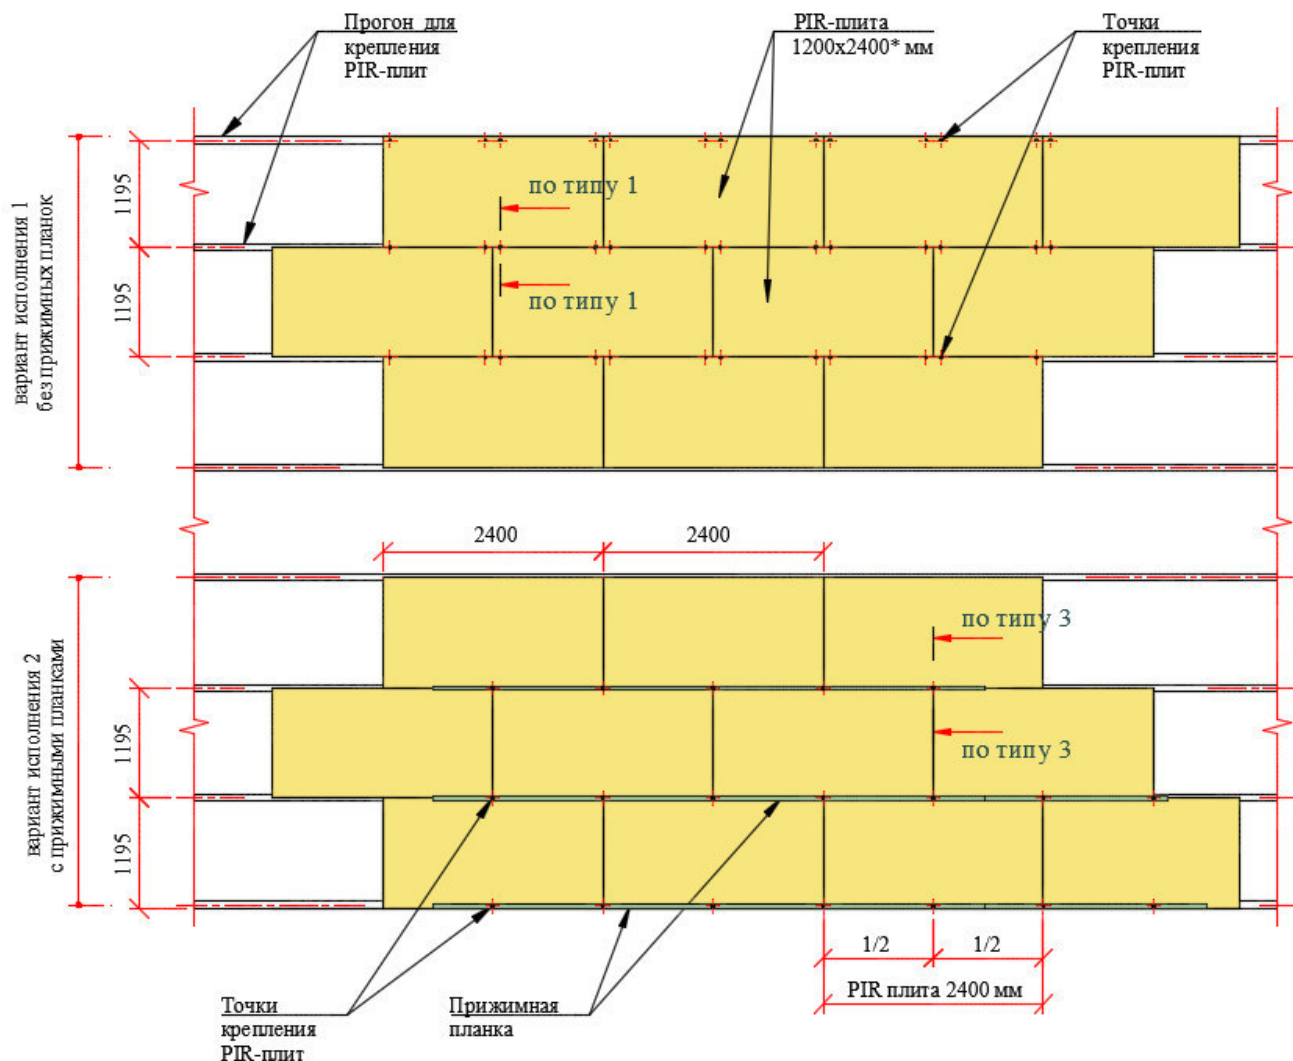 Прогон для
крепления
PIR-плит
PIR-плита
1200х2400* мм
Точки
крепления
PIR-плит
вариант исполнения 1
без прижимных планок
1195
1195
по типу 1
по типу 1
2400
2400
вариант исполнения 2
с прижимными планками
1195
1195
по типу 3
по типу 3
1/2
1/2
PIR плита 2400 мм
Точки
крепления
PIR-плит
Прижимная
планка